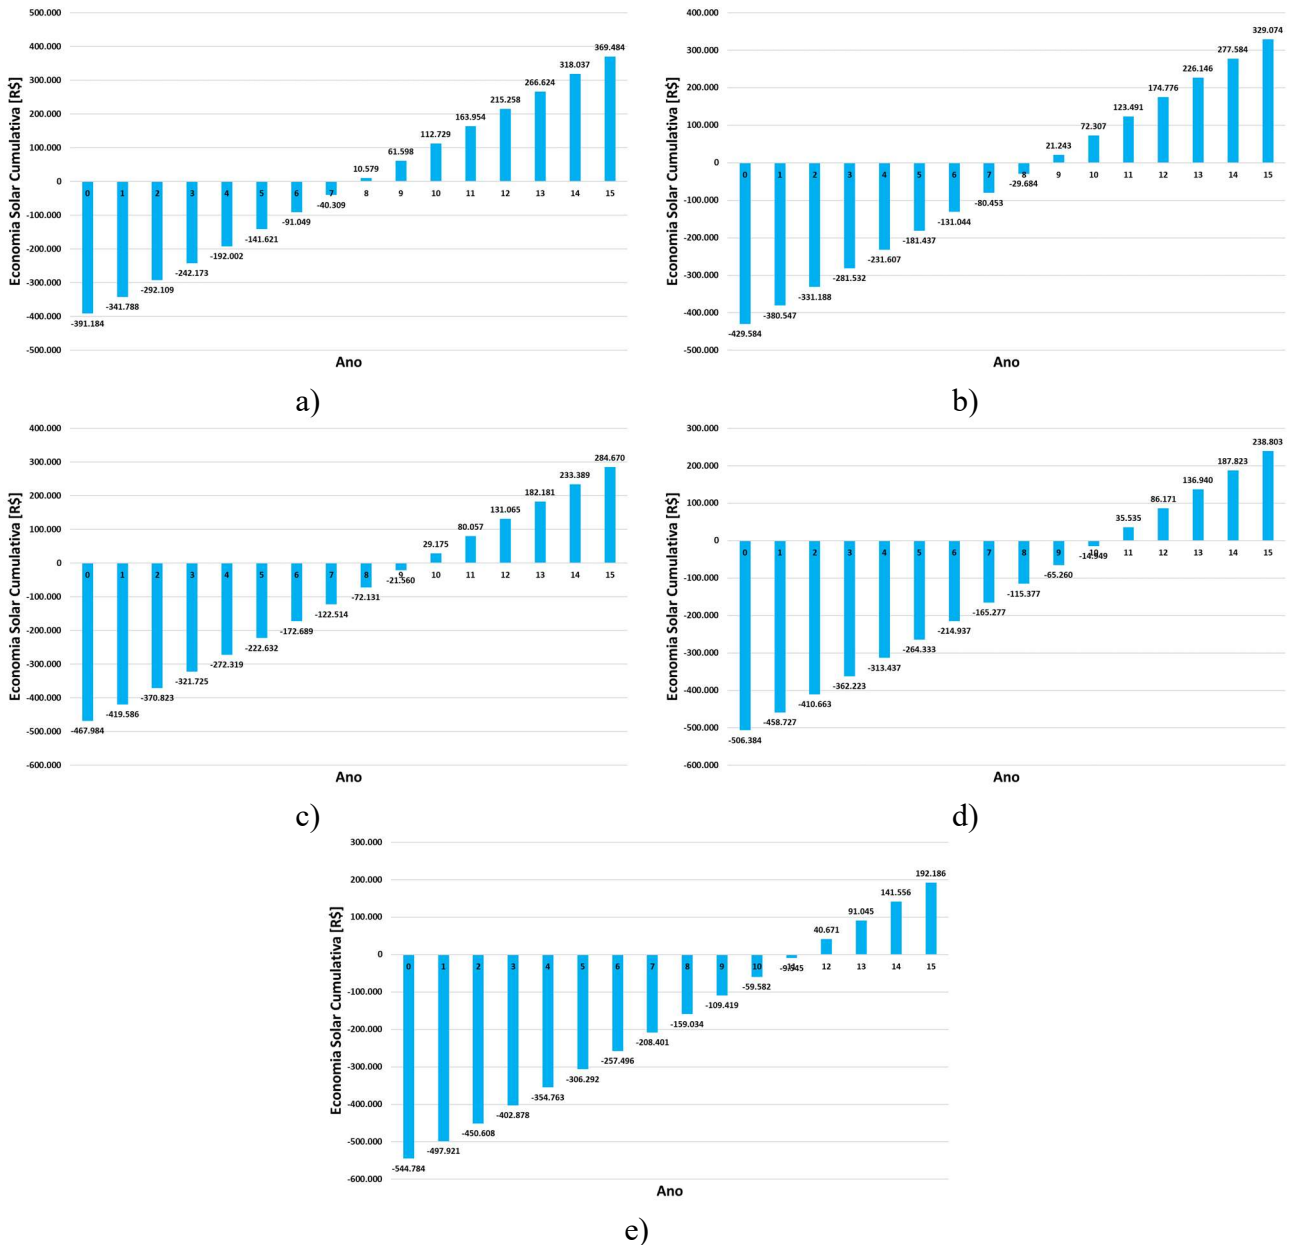 Economia Solar Cumulativa [R$]
500.000
400.000
300.000
200.000
100.000
0
-100.000
-200.000
-300.000
-400.000
-500.000
0 1 2 3 4 5 6 7 8 9 10 11 12 13 14 15
-391.184 -341.788 -292.109 -242.173 -192.002 -141.621 -91.049 -40.309 10.579 61.598 112.729 163.954 215.258 266.624 318.037 369.484
Ano
a)
Economia Solar Cumulativa [R$]
400.000
300.000
200.000
100.000
0
-100.000
-200.000
-300.000
-400.000
-500.000
0 1 2 3 4 5 6 7 8 9 10 11 12 13 14 15
-429.584 -380.547 -331.188 -281.532 -231.607 -181.437 -131.044 -80.453 -29.684 21.243 72.307 123.491 174.776 226.146 277.584 329.074
Ano
b)
Economia Solar Cumulativa [R$]
400.000
300.000
200.000
100.000
0
-100.000
-200.000
-300.000
-400.000
-500.000
-600.000
0 1 2 3 4 5 6 7 8 9 10 11 12 13 14 15
-467.984 -419.586 -370.823 -321.725 -272.319 -222.632 -172.689 -122.514 -72.131 -21.560 29.175 80.057 131.065 182.181 233.389 284.670
Ano
c)
Economia Solar Cumulativa [R$]
300.000
200.000
100.000
0
-100.000
-200.000
-300.000
-400.000
-500.000
-600.000
0 1 2 3 4 5 6 7 8 9 10 11 12 13 14 15
-506.384 -458.727 -410.663 -362.223 -313.437 -264.333 -214.937 -165.277 -115.377 -65.260 35.535 86.171 136.940 187.823 238.803
Ano
d)
Economia Solar Cumulativa [R$]
300.000
200.000
100.000
0
-100.000
-200.000
-300.000
-400.000
-500.000
-600.000
0 1 2 3 4 5 6 7 8 9 10 11 12 13 14 15
-544.784 -497.921 -450.608 -402.878 -354.763 -306.292 -257.496 -208.401 -159.034 -109.419 -59.582 40.671 91.045 141.556 192.186
Ano
e)